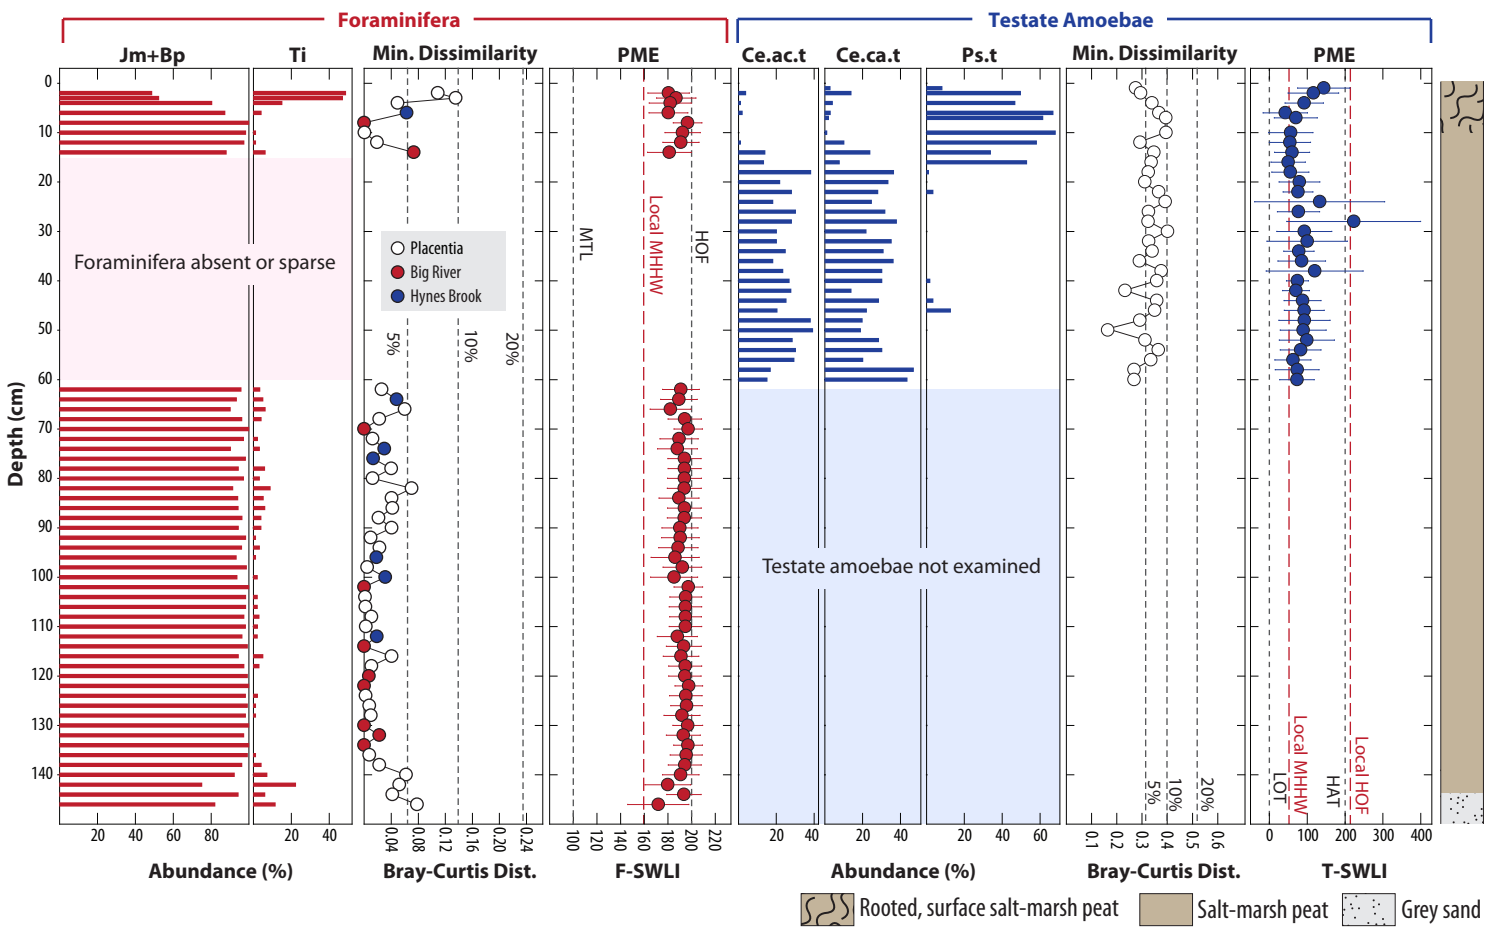 Foraminifera
Testate Amoebae
Jm+Bp
Ti
Min. Dissimilarity
PME
Ce.ac.t
Ce.ca.t
Ps.t
Min. Dissimilarity
PME
Depth (cm)
0
10
20
30
40
50
60
70
80
90
100
110
120
130
140
Foraminifera absent or sparse
Placentia
Big River
Hynes Brook
5%
10%
20%
MTL
Local MHHW
HOF
Testate amoebae not examined
5%
10%
20%
LOT
Local MHHW
HAT
Local HOF
20 40 60 80
20 40
0.04 0.08 0.12 0.16 0.20 0.24
100 120 140 160 180 200 220
20 40
20 40
20 40 60
0.1 0.2 0.3 0.4 0.5 0.6
0 100 200 300 400
Abundance (%)
Bray-Curtis Dist.
F-SWLI
Abundance (%)
Bray-Curtis Dist.
T-SWLI
Rooted, surface salt-marsh peat
Salt-marsh peat
Grey sand